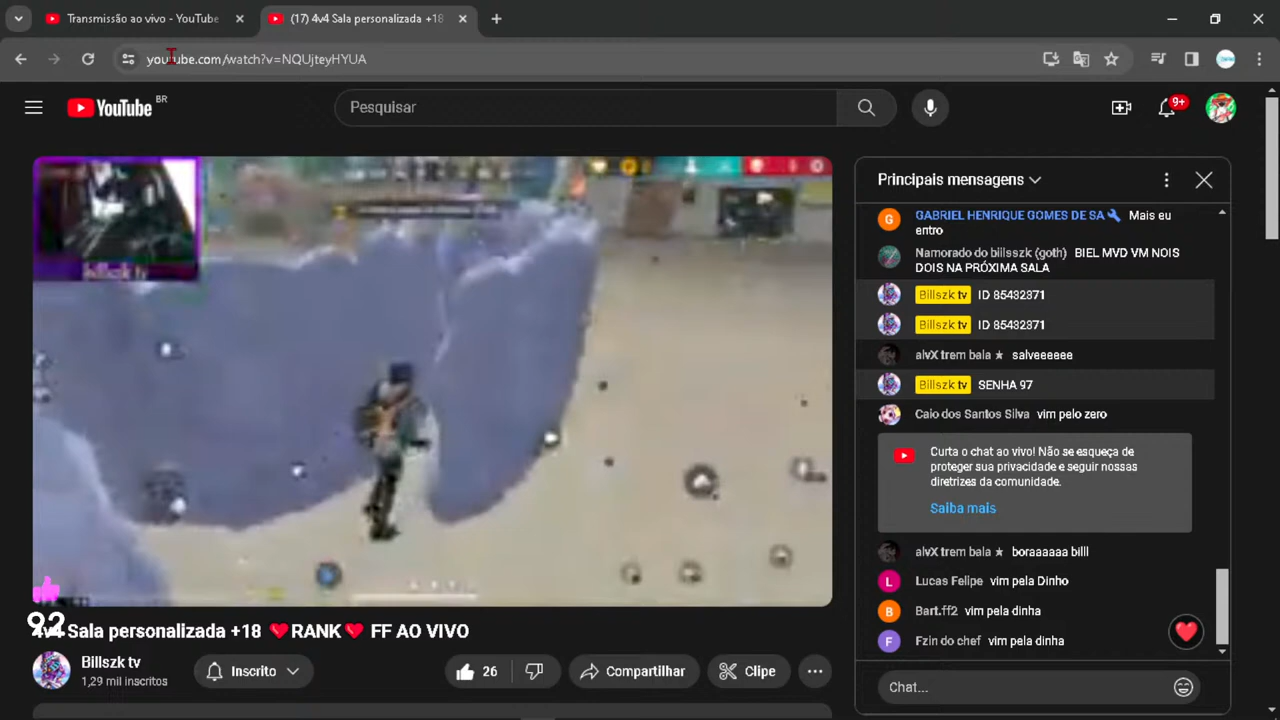 Transmissão ao vivo - YouTube
(17) 4v4 Sala personalizada +18
youtube.com/watch?v=NQUjteyHYUA
YouTube BR
Pesquisar
9+
billszk tv
Principais mensagens
GABRIEL HENRIQUE GOMES DE SA Mais eu
entro
Namorado do billsszk (goth) BIEL MVD VM NOIS
DOIS NA PRÓXIMA SALA
Billszk tv ID 85432371
Billszk tv ID 85432371
alvX trem bala ★ salveeeeee
Billszk tv SENHA 97
Caio dos Santos Silva vim pelo zero
Curta o chat ao vivo! Não se esqueça de
proteger sua privacidade e seguir nossas
diretrizes da comunidade.
Saiba mais
alvX trem bala ★ boraaaaaa billl
L Lucas Felipe vim pela Dinho
B Bart.ff2 vim pela dinha
F Fzin do chef vim pela dinha
Chat...
92
4v4 Sala personalizada +18 ❤️RANK❤️ FF AO VIVO
Billszk tv
1,29 mil inscritos
Inscrito
26
Compartilhar
Clipe